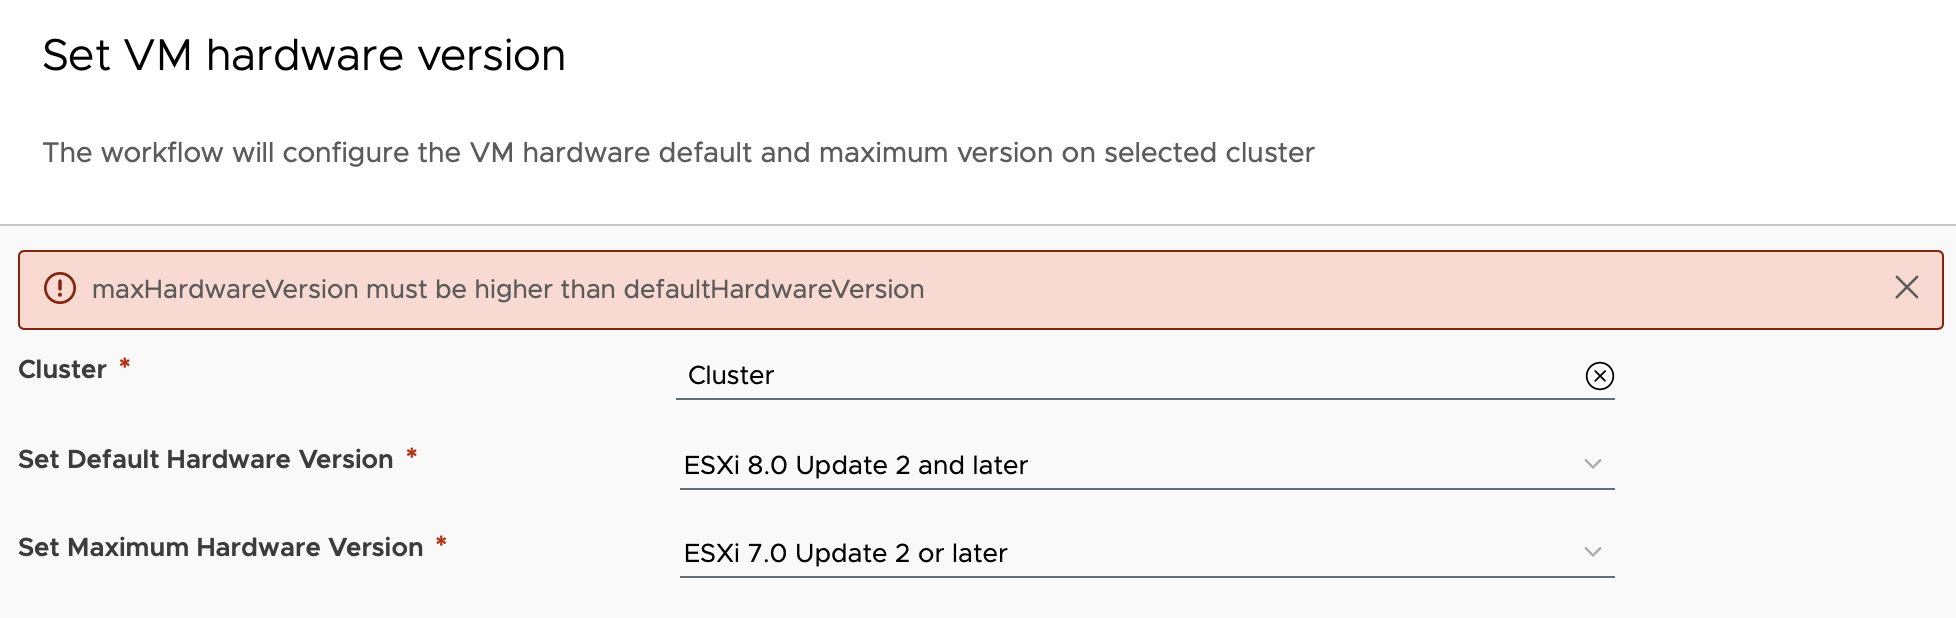 Set VM hardware version
The workflow will configure the VM hardware default and maximum version on selected cluster
maxHardwareVersion must be higher than defaultHardwareVersion
Cluster * Cluster
Set Default Hardware Version * ESXi 8.0 Update 2 and later
Set Maximum Hardware Version * ESXi 7.0 Update 2 or later